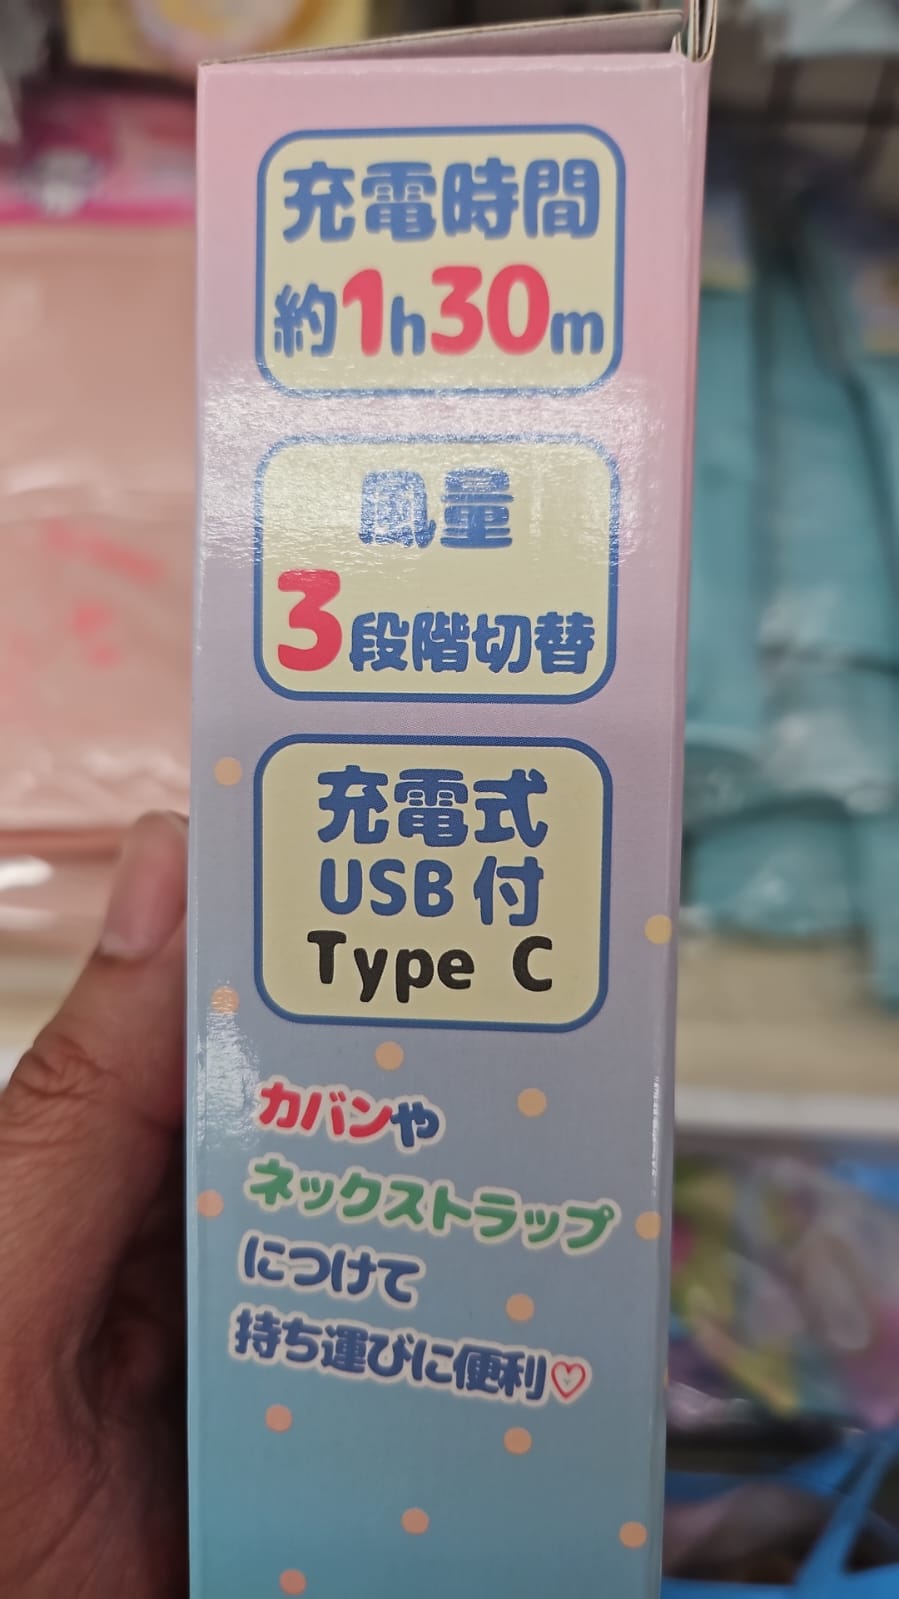 充電時間
約1h30m
風量
3段階切替
充電式
USB付
Type C
カバンや
ネックストラップ
につけて
持ち運びに便利♡